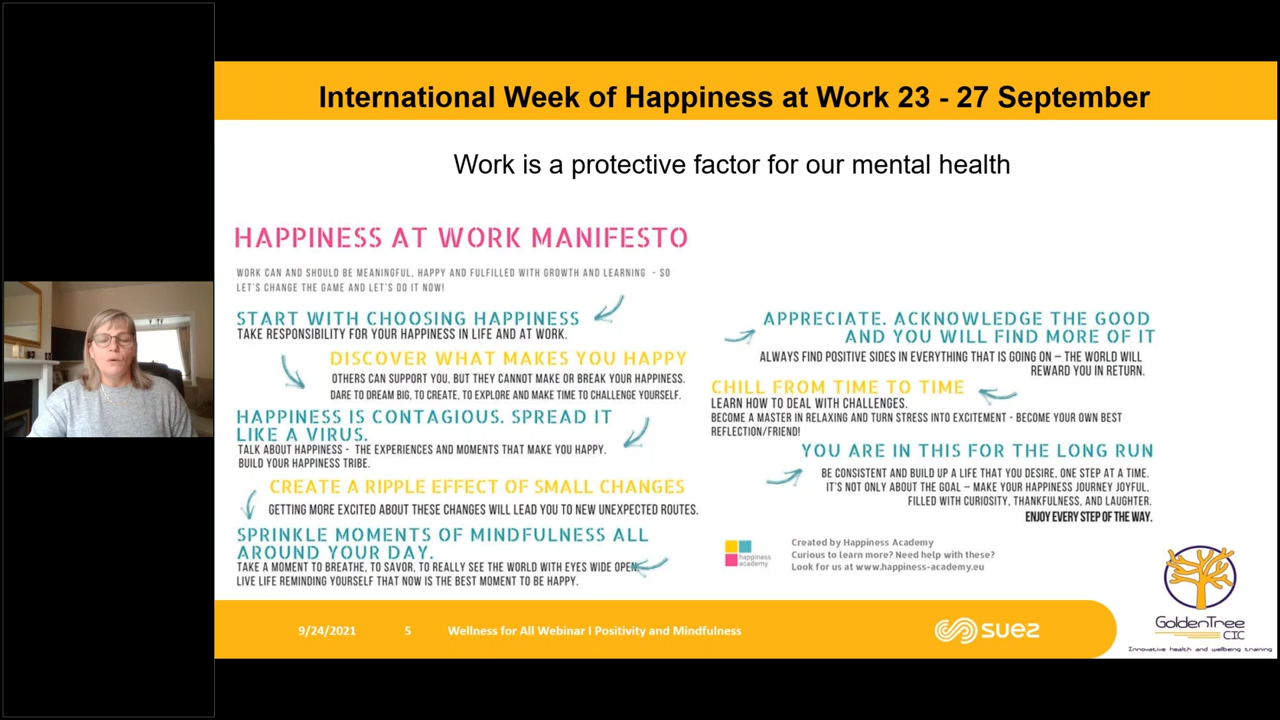 International Week of Happiness at Work 23 - 27 September
Work is a protective factor for our mental health
HAPPINESS AT WORK MANIFESTO
WORK CAN AND SHOULD BE MEANINGFUL, HAPPY AND FULFILLED WITH GROWTH AND LEARNING - SO
LET'S CHANGE THE GAME AND LET'S DO IT NOW!
START WITH CHOOSING HAPPINESS
TAKE RESPONSIBILITY FOR YOUR HAPPINESS IN LIFE AND AT WORK.
DISCOVER WHAT MAKES YOU HAPPY
OTHERS CAN SUPPORT YOU, BUT THEY CANNOT MAKE OR BREAK YOUR HAPPINESS.
DARE TO DREAM BIG, TO CREATE, TO EXPLORE AND MAKE TIME TO CHALLENGE YOURSELF.
HAPPINESS IS CONTAGIOUS. SPREAD IT
LIKE A VIRUS.
TALK ABOUT HAPPINESS - THE EXPERIENCES AND MOMENTS THAT MAKE YOU HAPPY.
BUILD YOUR HAPPINESS TRIBE.
CREATE A RIPPLE EFFECT OF SMALL CHANGES
GETTING MORE EXCITED ABOUT THESE CHANGES WILL LEAD YOU TO NEW UNEXPECTED ROUTES.
SPRINKLE MOMENTS OF MINDFULNESS ALL
AROUND YOUR DAY.
TAKE A MOMENT TO BREATHE, TO SAVOR, TO REALLY SEE THE WORLD WITH EYES WIDE OPEN.
LIVE LIFE REMINDING YOURSELF THAT NOW IS THE BEST MOMENT TO BE HAPPY.
APPRECIATE. ACKNOWLEDGE THE GOOD
AND YOU WILL FIND MORE OF IT
ALWAYS FIND POSITIVE SIDES IN EVERYTHING THAT IS GOING ON – THE WORLD WILL
REWARD YOU IN RETURN.
CHILL FROM TIME TO TIME
LEARN HOW TO DEAL WITH CHALLENGES.
BECOME A MASTER IN RELAXING AND TURN STRESS INTO EXCITEMENT - BECOME YOUR OWN BEST
REFLECTION/FRIEND!
YOU ARE IN THIS FOR THE LONG RUN
BE CONSISTENT AND BUILD UP A LIFE THAT YOU DESIRE, ONE STEP AT A TIME.
IT'S NOT ONLY ABOUT THE GOAL – MAKE YOUR HAPPINESS JOURNEY JOYFUL,
FILLED WITH CURIOSITY, THANKFULNESS, AND LAUGHTER.
ENJOY EVERY STEP OF THE WAY.
happiness
academy
Created by Happiness Academy
Curious to learn more? Need help with these?
Look for us at www.happiness-academy.eu
9/24/2021
5
Wellness for All Webinar I Positivity and Mindfulness
suez
GoldenTree
CIC
Innovative health and wellbeing training